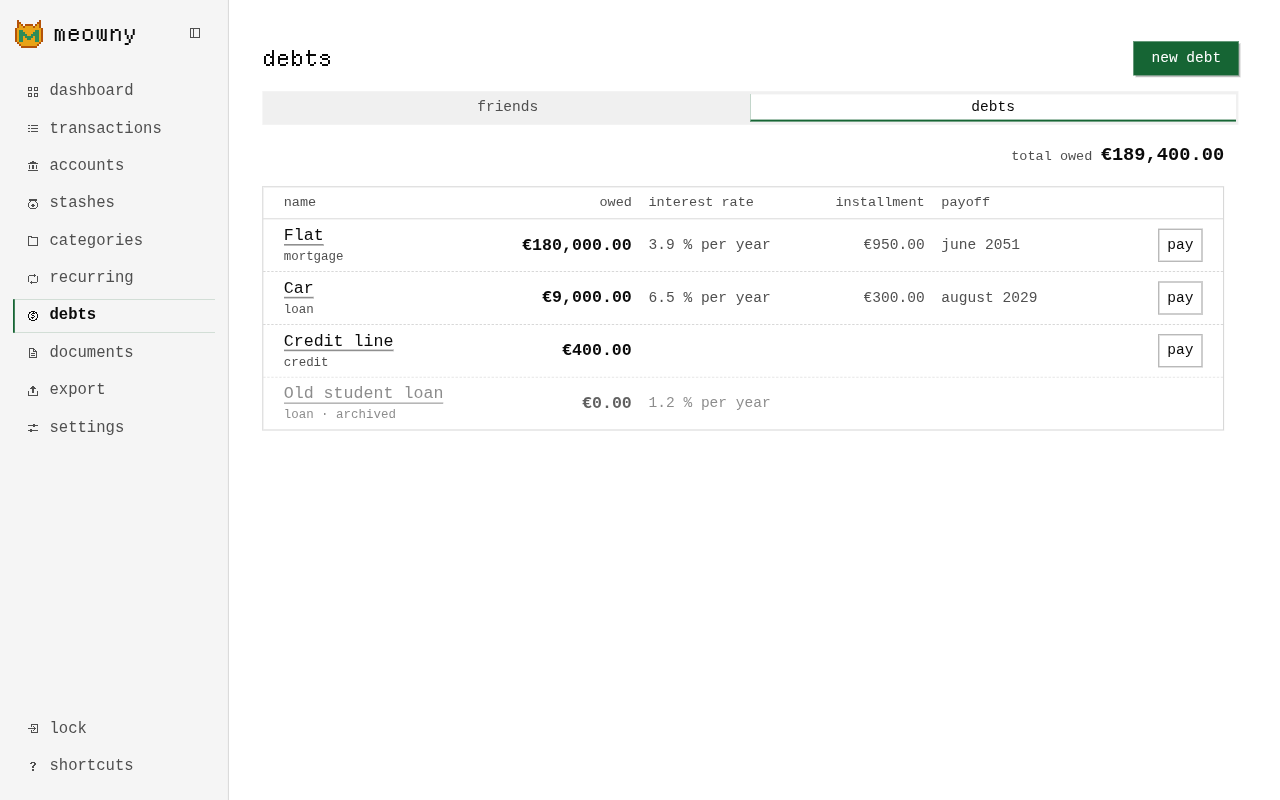 meowny
dashboard
transactions
accounts
stashes
categories
recurring
debts
documents
export
settings
lock
? shortcuts
debts
new debt
friends debts
total owed €189,400.00
name owed interest rate installment payoff
Flat
mortgage
€180,000.00 3.9 % per year €950.00 june 2051 pay
Car
loan
€9,000.00 6.5 % per year €300.00 august 2029 pay
Credit line
credit
€400.00 pay
Old student loan
loan · archived
€0.00 1.2 % per year